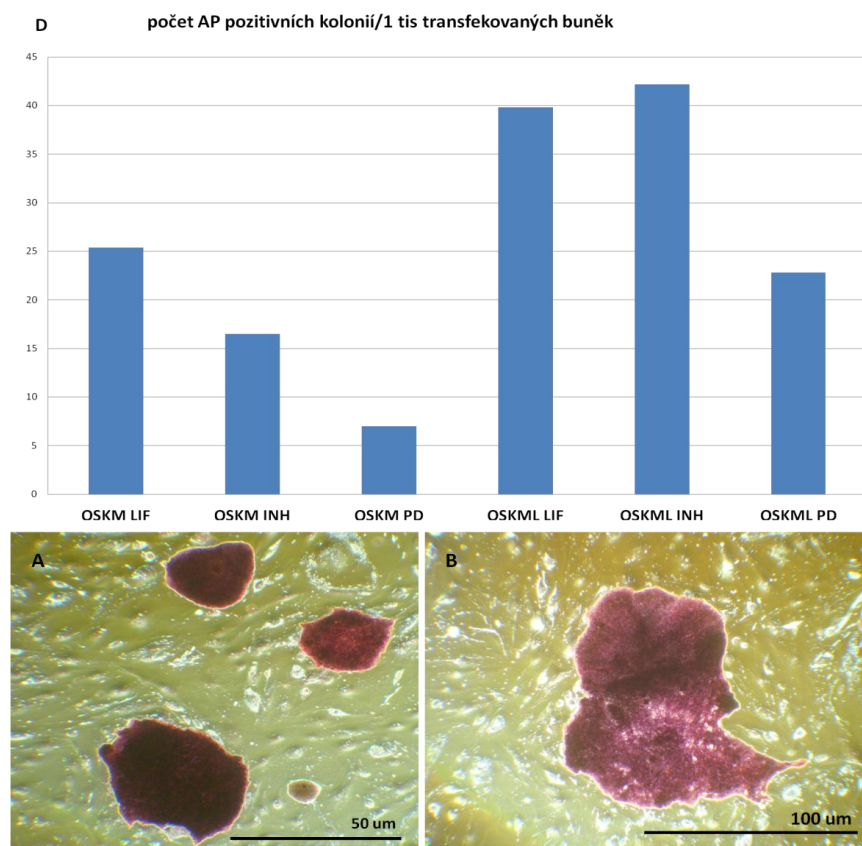 D
počet AP pozitivních kolonií/1 tis transfekovaných buněk
45
40
35
30
25
20
15
10
5
0
OSKM LIF OSKM INH OSKM PD OSKML LIF OSKML INH OSKML PD
A
50 um
B
100 um